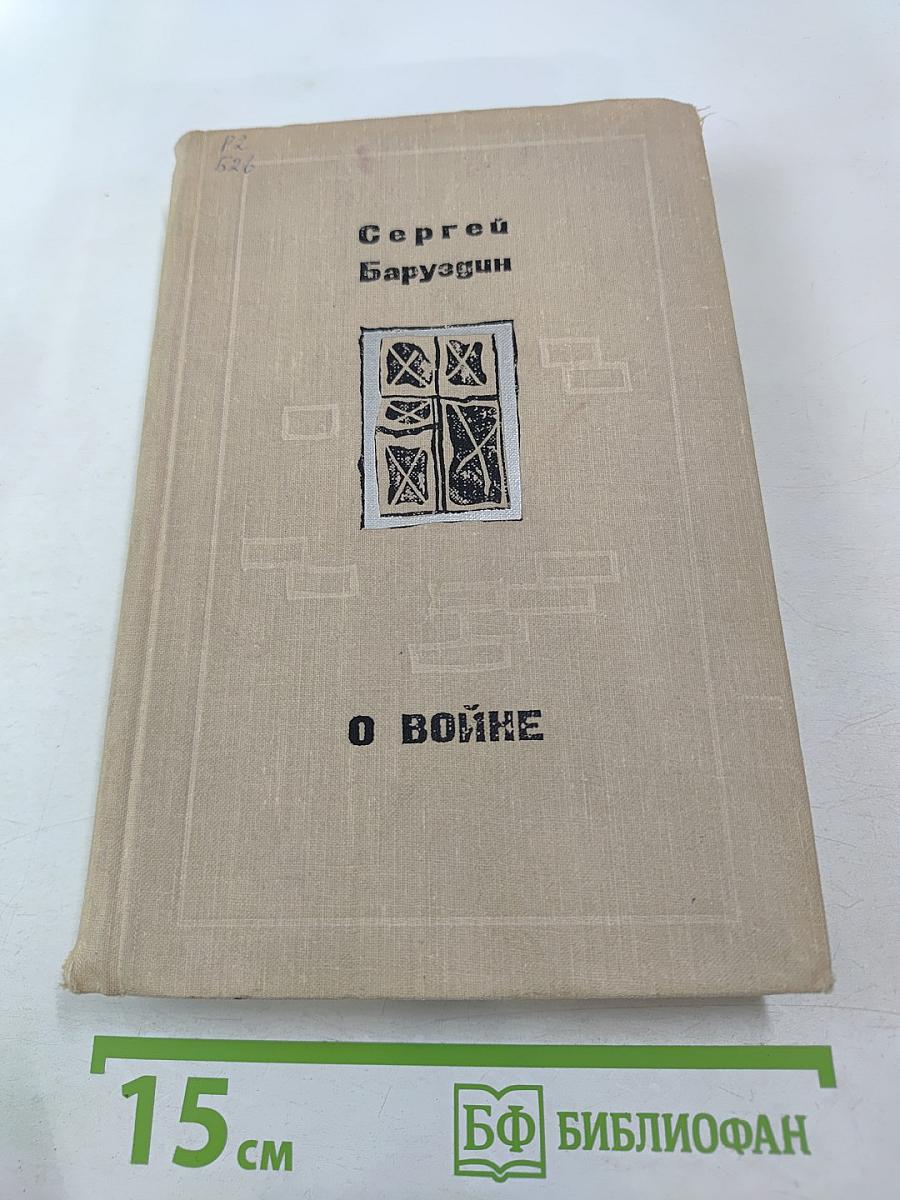 Р2
Б26
Сергей
Баруздин
О ВОЙНЕ
15 см
БФ БИБЛИОФАН